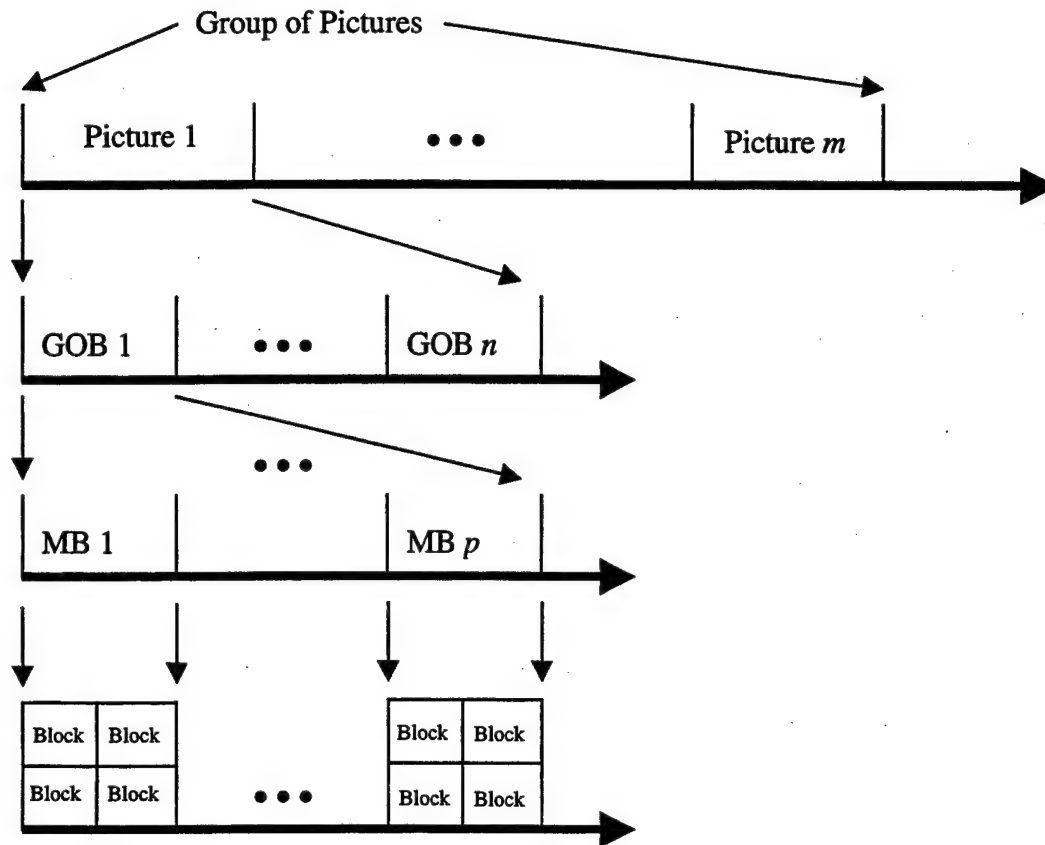 Group of Pictures
Picture 1 ••• Picture m
GOB 1 ••• GOB n
•••
MB 1 MB p
Block Block Block Block
Block Block ••• Block Block